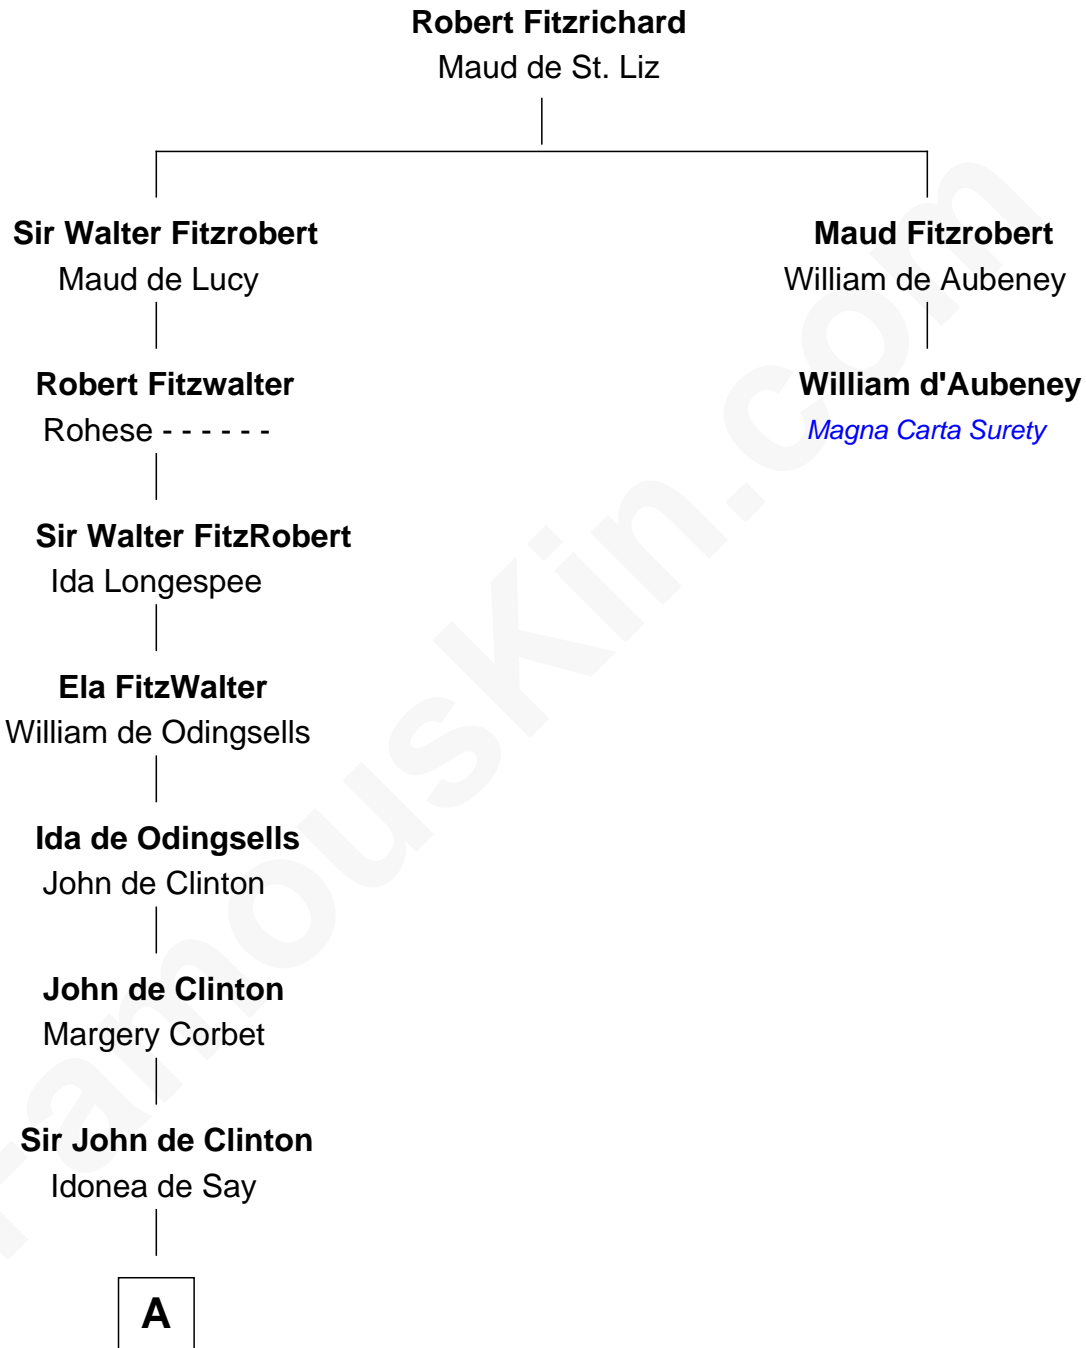 Robert Fitzrichard
Maud de St. Liz
Sir Walter Fitzrobert
Maud de Lucy
Maud Fitzrobert
William de Aubeney
Robert Fitzwalter
Rohese - - - - - -
William d'Aubeney
Magna Carta Surety
Sir Walter FitzRobert
Ida Longespee
Ela FitzWalter
William de Odingsells
Ida de Odingsells
John de Clinton
John de Clinton
Margery Corbet
Sir John de Clinton
Idonea de Say
A
FamousKin.com